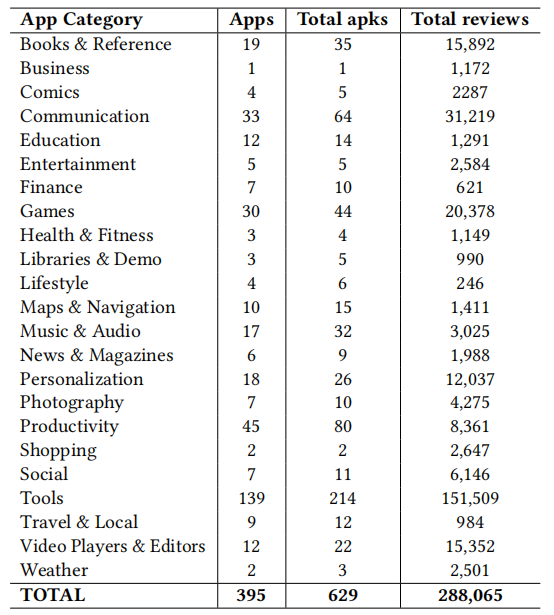 App Category Apps Total apks Total reviews
Books & Reference 19 35 15,892
Business 1 1 1,172
Comics 4 5 2287
Communication 33 64 31,219
Education 12 14 1,291
Entertainment 5 5 2,584
Finance 7 10 621
Games 30 44 20,378
Health & Fitness 3 4 1,149
Libraries & Demo 3 5 990
Lifestyle 4 6 246
Maps & Navigation 10 15 1,411
Music & Audio 17 32 3,025
News & Magazines 6 9 1,988
Personalization 18 26 12,037
Photography 7 10 4,275
Productivity 45 80 8,361
Shopping 2 2 2,647
Social 7 11 6,146
Tools 139 214 151,509
Travel & Local 9 12 984
Video Players & Editors 12 22 15,352
Weather 2 3 2,501
TOTAL 395 629 288,065